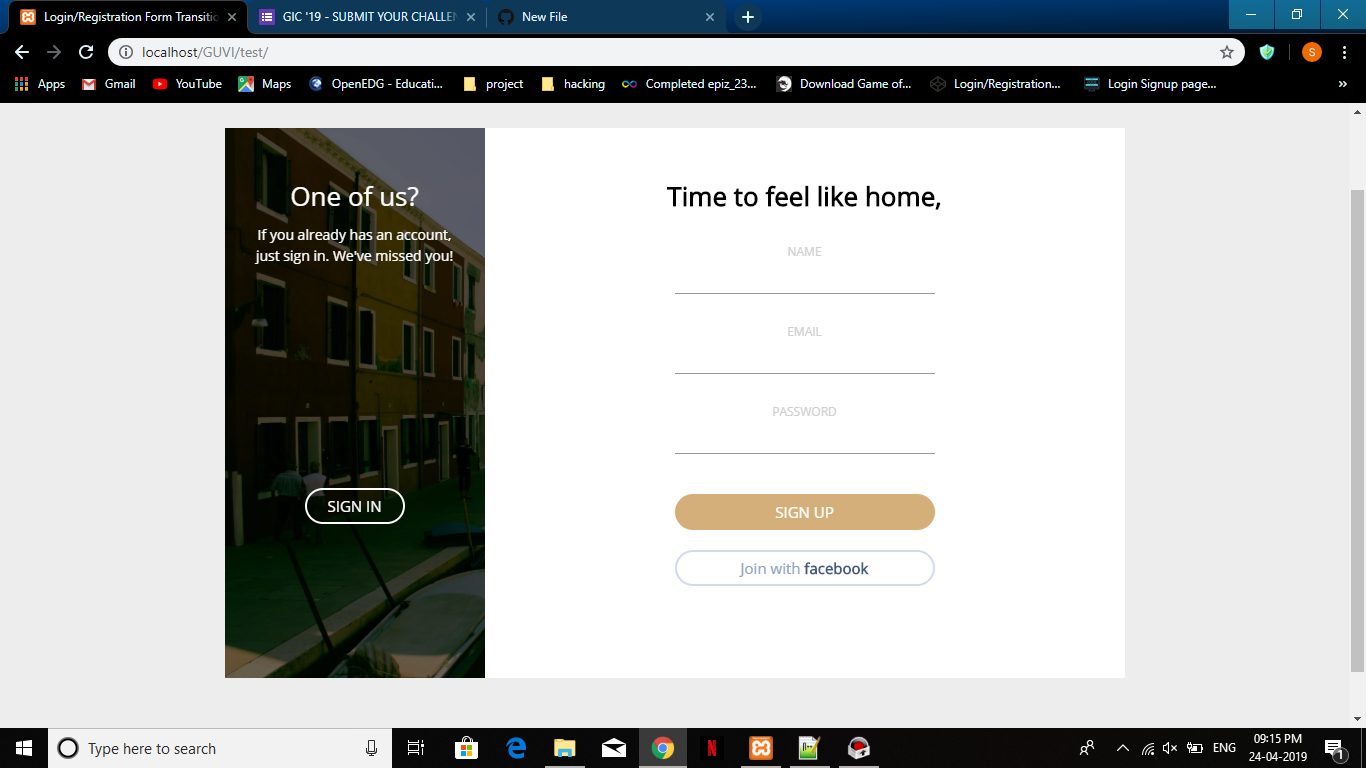 Login/Registration Form Transitio
GIC '19 - SUBMIT YOUR CHALLEN
New File
localhost/GUVI/test/
S
Apps
Gmail
YouTube
Maps
OpenEDG - Educati...
project
hacking
Completed epiz_23...
Download Game of...
Login/Registration...
Login Signup page...
»
One of us?
If you already has an account,
just sign in. We've missed you!
SIGN IN
Time to feel like home,
NAME
EMAIL
PASSWORD
SIGN UP
Join with facebook
Type here to search
N
ENG
09:15 PM
24-04-2019
1